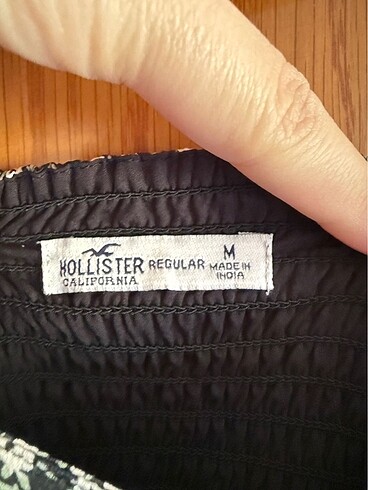 HOLLISTER REGULAR M
CALIFORNIA MADE IN
INDIA